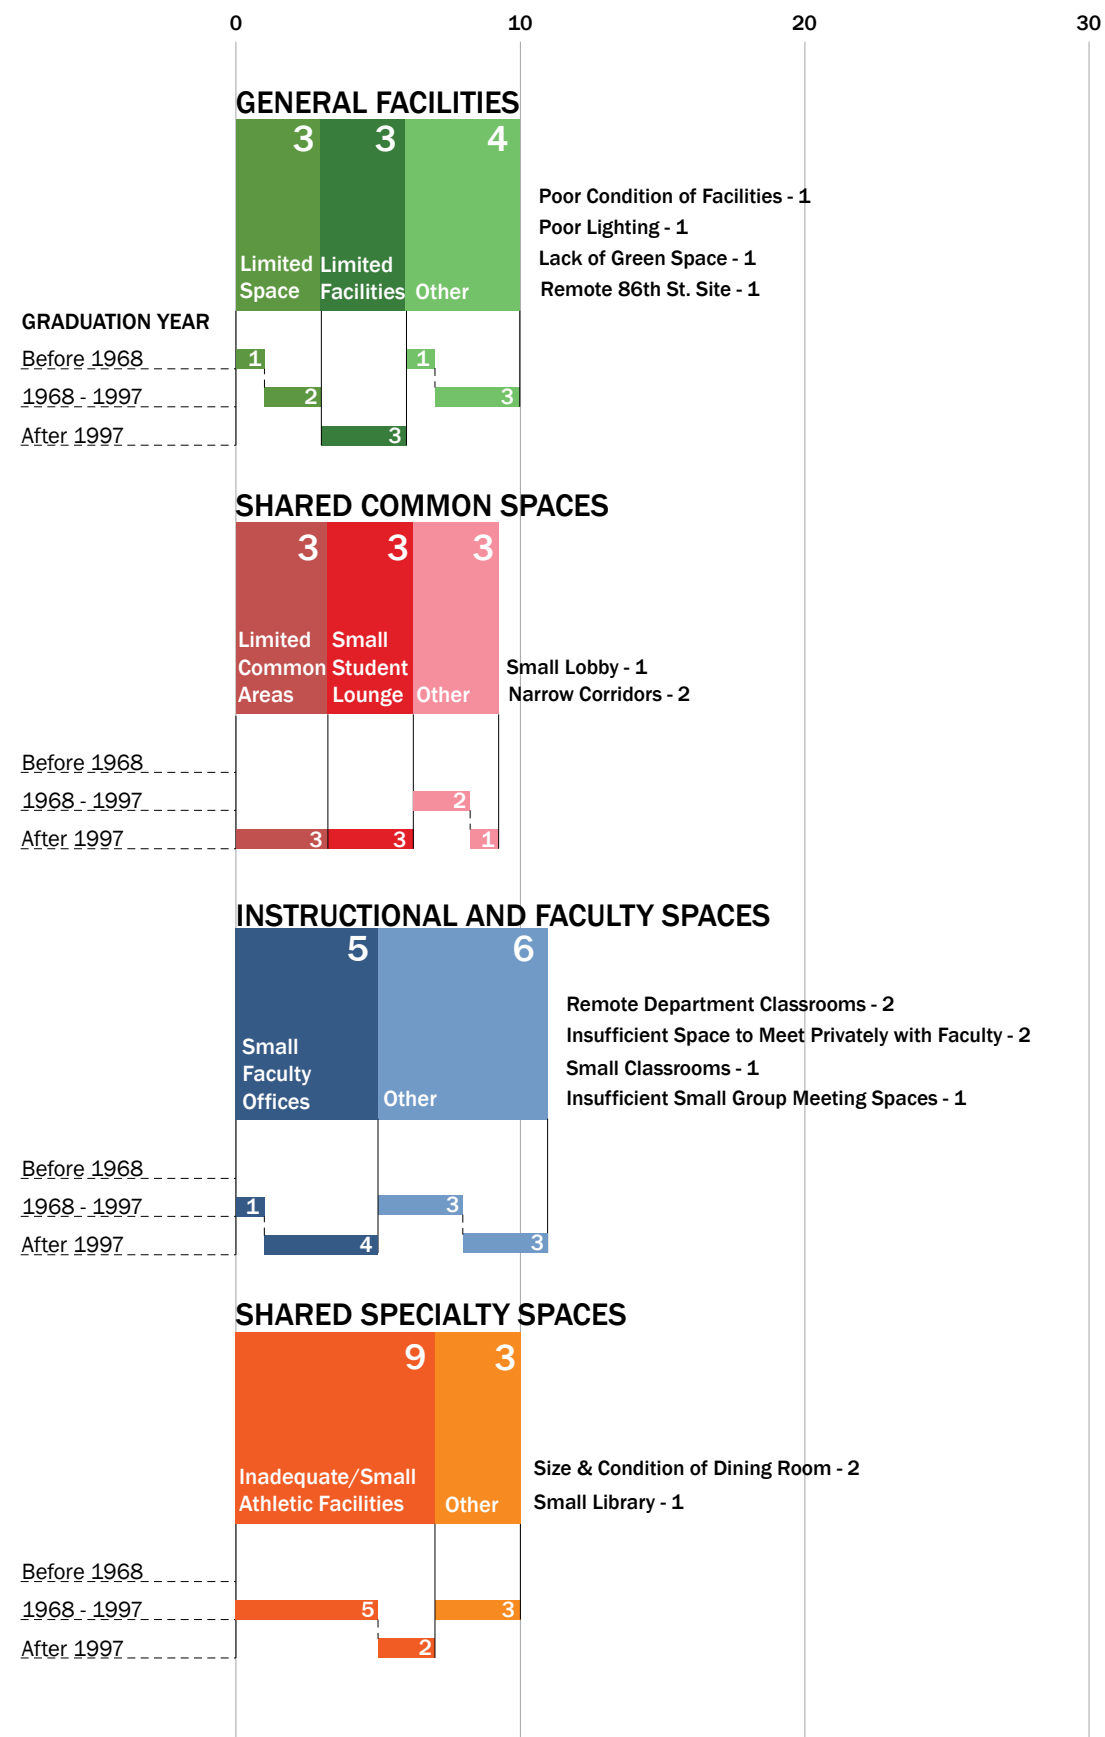 0 10 20 30
GENERAL FACILITIES
3 3 4
Poor Condition of Facilities - 1
Poor Lighting - 1
Lack of Green Space - 1
Remote 86th St. Site - 1
Limited Limited
Space Facilities Other
GRADUATION YEAR
Before 1968 1 1
1968 - 1997 2 3
After 1997 3
SHARED COMMON SPACES
3 3 3
Limited Small
Common Student Small Lobby - 1
Areas Lounge Other Narrow Corridors - 2
Before 1968
1968 - 1997 2
After 1997 3 3 1
INSTRUCTIONAL AND FACULTY SPACES
5 6
Remote Department Classrooms - 2
Insufficient Space to Meet Privately with Faculty - 2
Small Classrooms - 1
Insufficient Small Group Meeting Spaces - 1
Small
Faculty
Offices Other
Before 1968
1968 - 1997 1 3
After 1997 4 3
SHARED SPECIALTY SPACES
9 3
Size & Condition of Dining Room - 2
Small Library - 1
Inadequate/Small
Athletic Facilities Other
Before 1968
1968 - 1997 5 3
After 1997 2